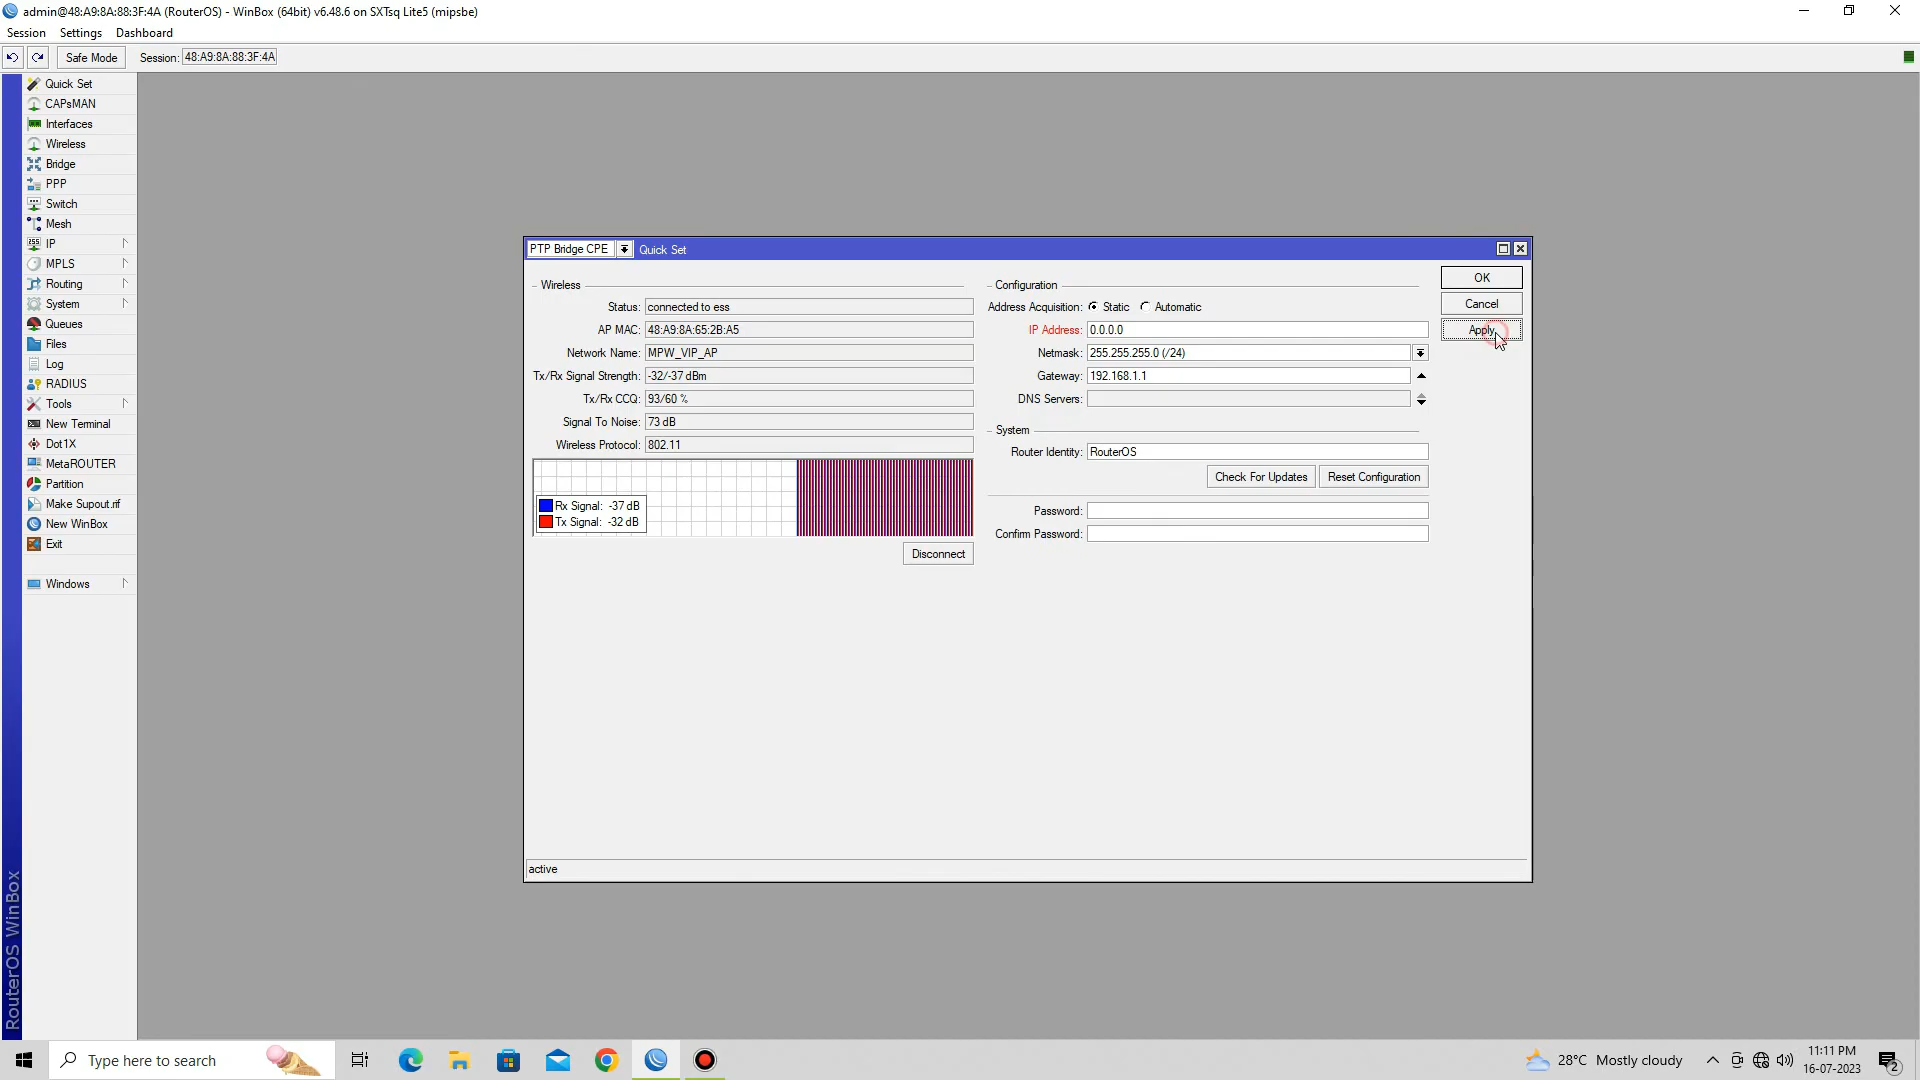 admin@48:A9:8A:88:3F:4A (RouterOS) - WinBox (64bit) v6.48.6 on SXTsq Lite5 (mipsbe)
Session Settings Dashboard
Safe Mode Session: 48:A9:8A:88:3F:4A
Quick Set
CAPsMAN
Interfaces
Wireless
Bridge
PPP
Switch
Mesh
IP
MPLS
Routing
System
Queues
Files
Log
RADIUS
Tools
New Terminal
Dot1X
MetaROUTER
Partition
Make Supout.rif
New WinBox
Exit
Windows
RouterOS WinBox
PTP Bridge CPE Quick Set
Wireless
Status: connected to ess
AP MAC: 48:A9:8A:65:2B:A5
Network Name: MPW_VIP_AP
Tx/Rx Signal Strength: -32/-37 dBm
Tx/Rx CCQ: 93/60 %
Signal To Noise: 73 dB
Wireless Protocol: 802.11
Rx Signal: -37 dB
Tx Signal: -32 dB
Disconnect
Configuration
Address Acquisition: Static Automatic
IP Address: 0.0.0.0
Netmask: 255.255.255.0 (/24)
Gateway: 192.168.1.1
DNS Servers:
System
Router Identity: RouterOS
Check For Updates Reset Configuration
Password:
Confirm Password:
OK
Cancel
Apply
active
Type here to search
28°C Mostly cloudy
11:11 PM
16-07-2023
2